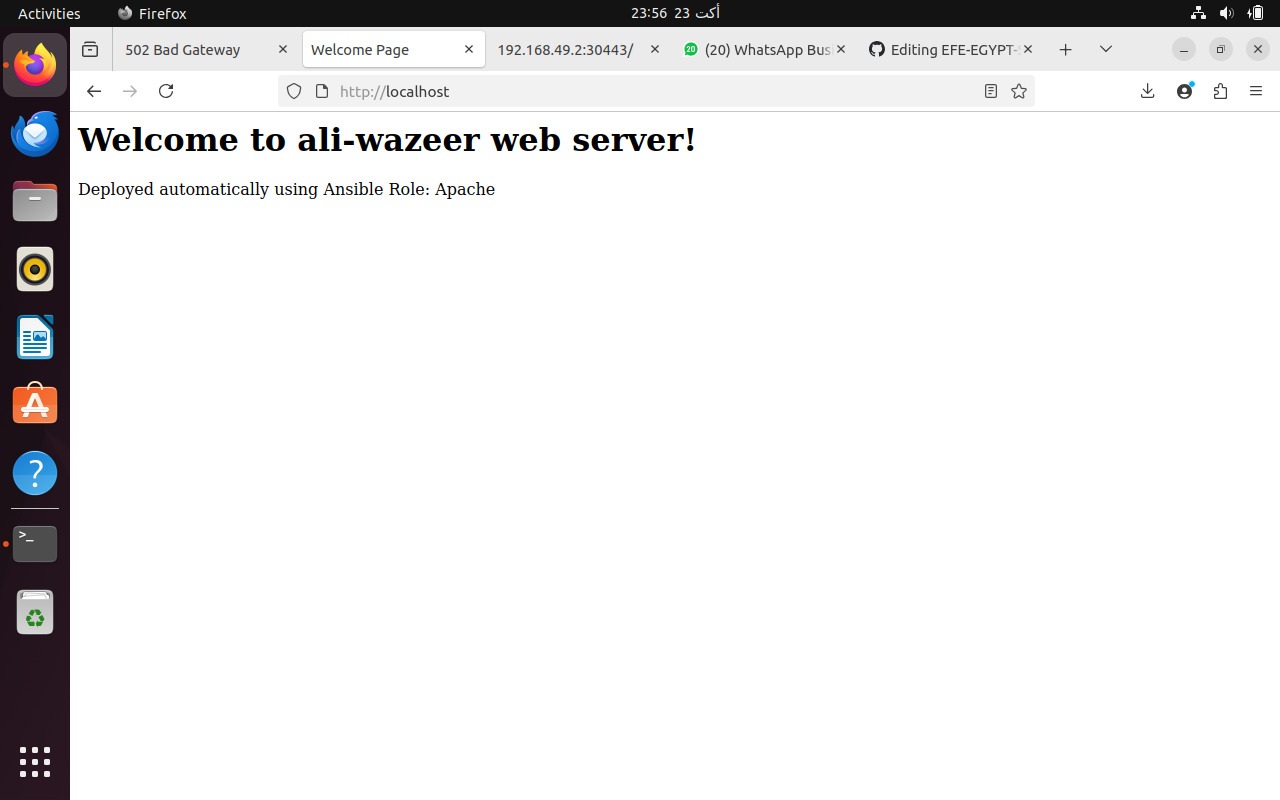 Activities
Firefox
23:56 23 أكت
502 Bad Gateway
Welcome Page
192.168.49.2:30443/
20
(20) WhatsApp Bus
Editing EFE-EGYPT-
http://localhost
Welcome to ali-wazeer web server!
Deployed automatically using Ansible Role: Apache
?
>_